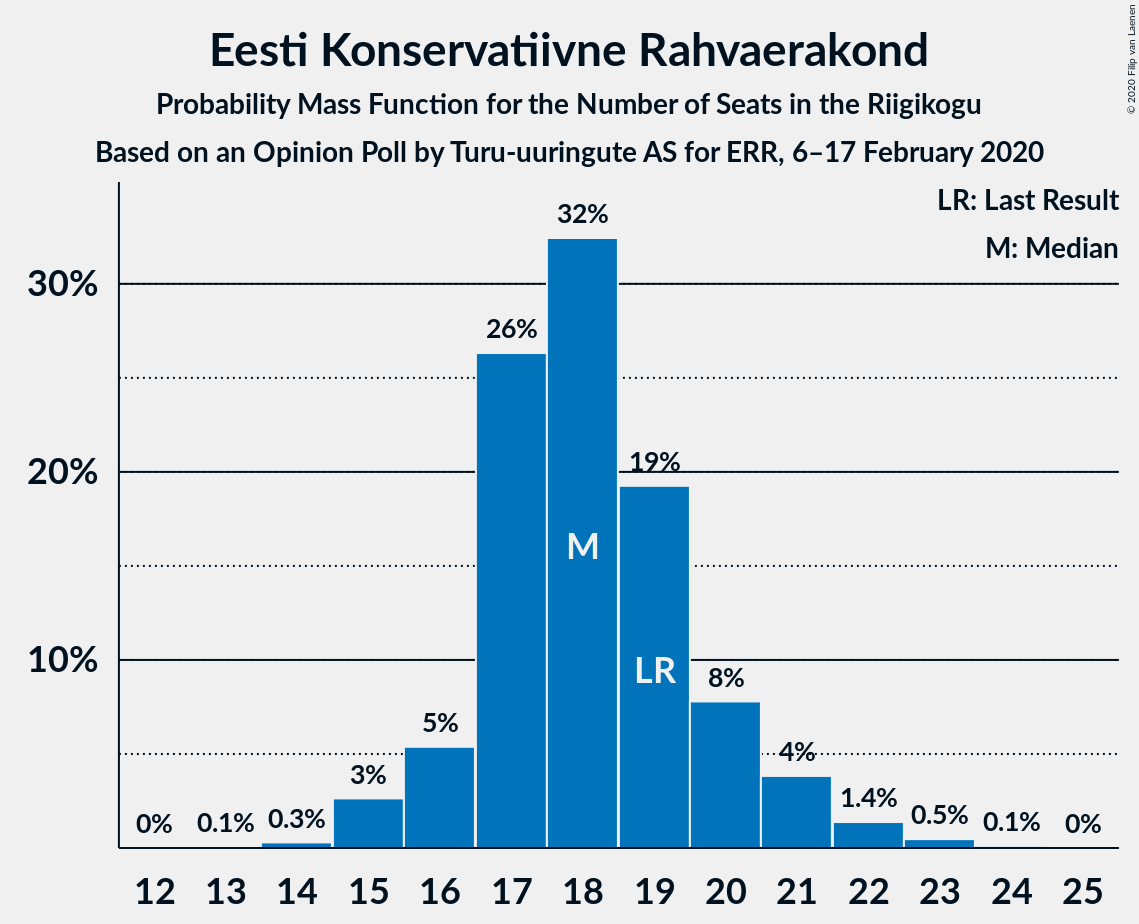 Eesti Konservatiivne Rahvaerakond
Probability Mass Function for the Number of Seats in the Riigikogu
Based on an Opinion Poll by Turu-uuringute AS for ERR, 6–17 February 2020
© 2020 Filip van Laenen
LR: Last Result
M: Median
32%
30%
26%
20%
19%
M
10%
LR
8%
5%
4%
3%
1.4%
0% 0.1% 0.3% 0.5% 0.1% 0%
12 13 14 15 16 17 18 19 20 21 22 23 24 25